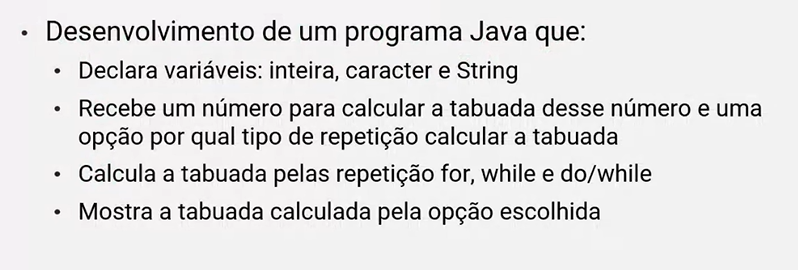 • Desenvolvimento de um programa Java que:
• Declara variáveis: inteira, caracter e String
• Recebe um número para calcular a tabuada desse número e uma
opção por qual tipo de repetição calcular a tabuada
• Calcula a tabuada pelas repetição for, while e do/while
• Mostra a tabuada calculada pela opção escolhida